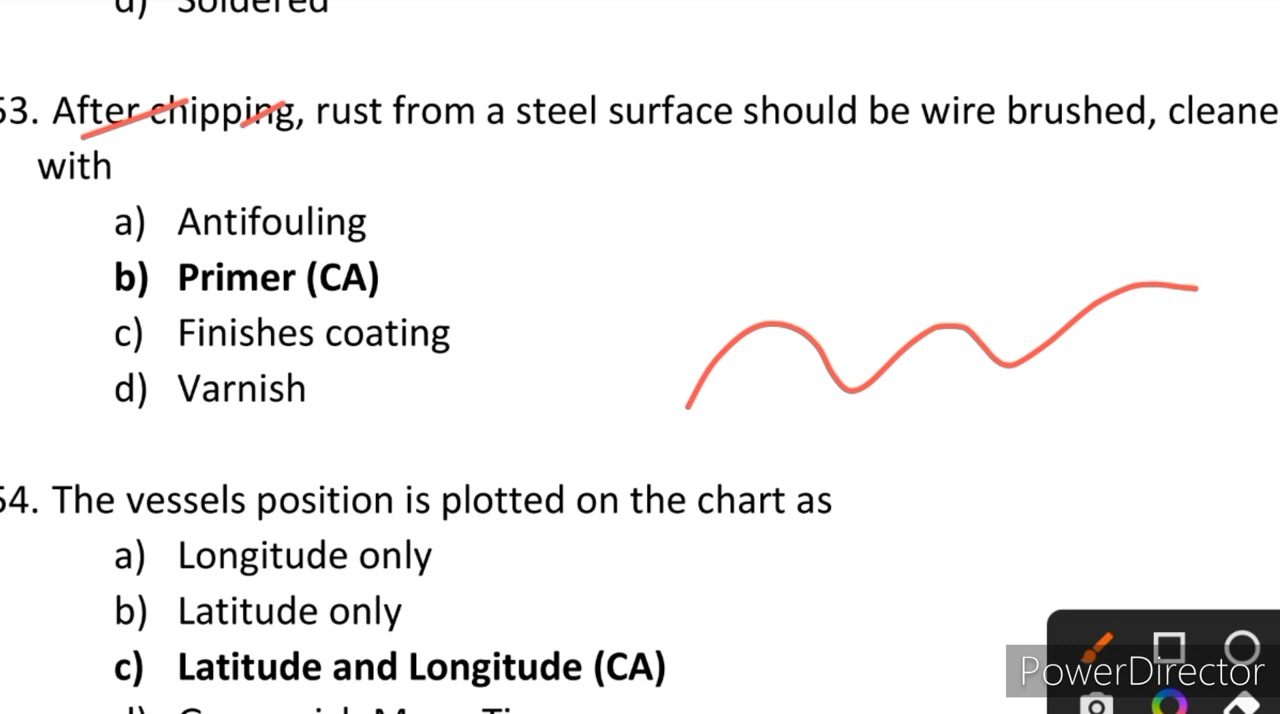 d) Soldered
53. After chipping, rust from a steel surface should be wire brushed, cleane
with
a) Antifouling
b) Primer (CA)
c) Finishes coating
d) Varnish
54. The vessels position is plotted on the chart as
a) Longitude only
b) Latitude only
c) Latitude and Longitude (CA)
PowerDirector